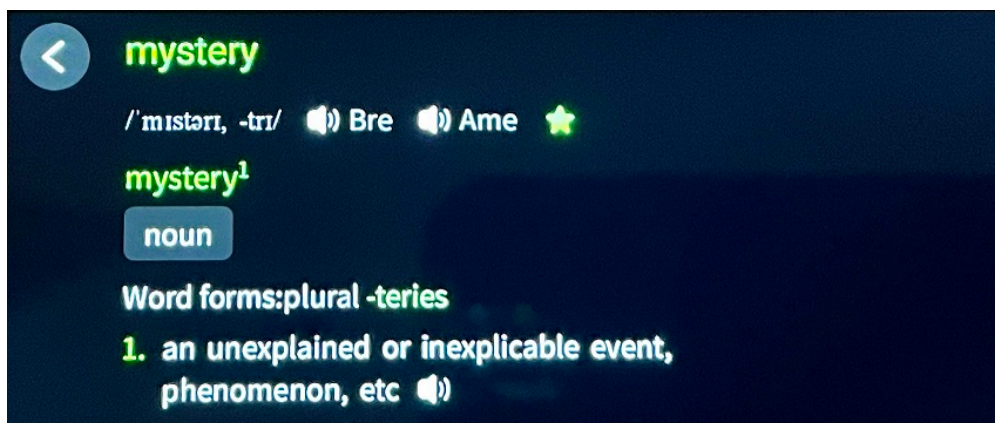 mystery
/ˈmɪstərɪ, -trɪ/ Bre Ame
mystery¹
noun
Word forms:plural -teries
1. an unexplained or inexplicable event,
phenomenon, etc